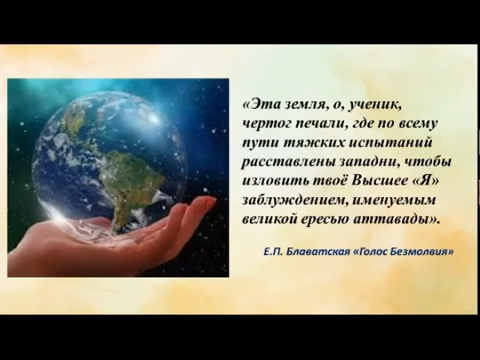 «Эта земля, о, ученик,
чертог печали, где по всему
пути тяжких испытаний
расставлены западни, чтобы
изловить твоё Высшее «Я»
заблуждением, именуемым
великой ересью аттавады».
Е.П. Блаватская «Голос Безмолвия»